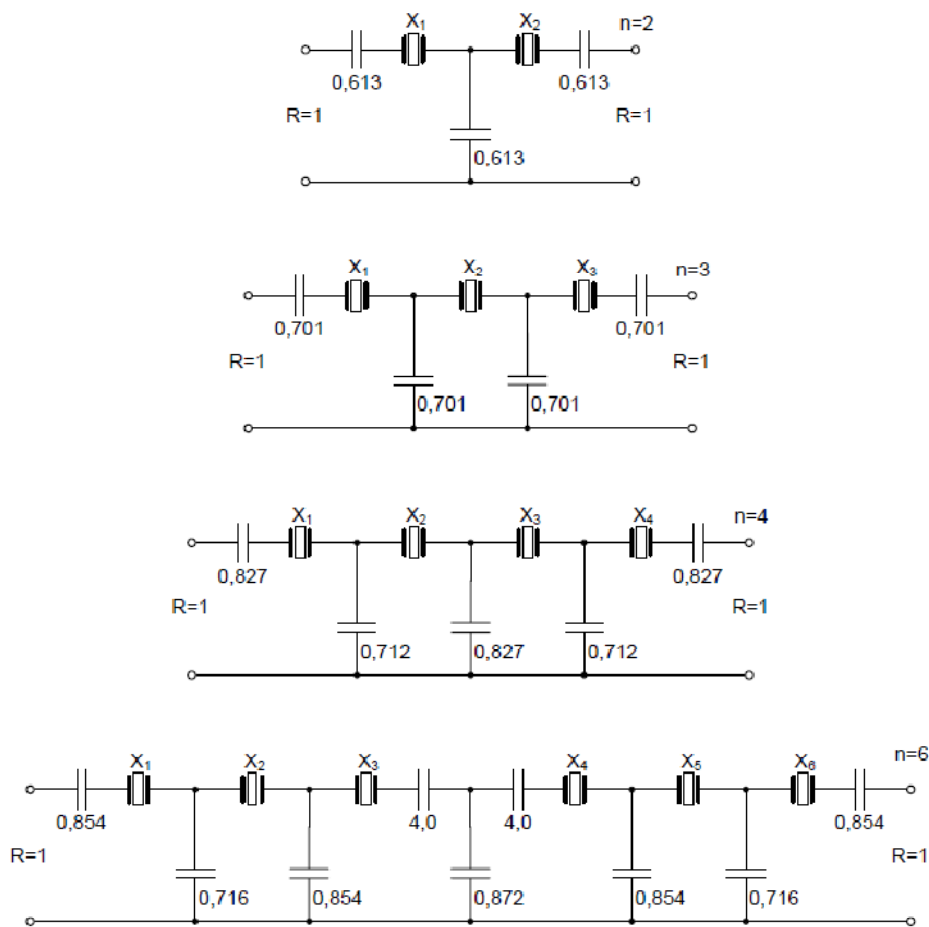 X₁ X₂ n=2
0,613 0,613
R=1 R=1
0,613
X₁ X₂ X₃ n=3
0,701 0,701
R=1 R=1
0,701 0,701
X₁ X₂ X₃ X₄ n=4
0,827 0,827
R=1 R=1
0,712 0,827 0,712
X₁ X₂ X₃ X₄ X₅ X₆ n=6
0,854 4,0 4,0 0,854
R=1 R=1
0,716 0,854 0,872 0,854 0,716